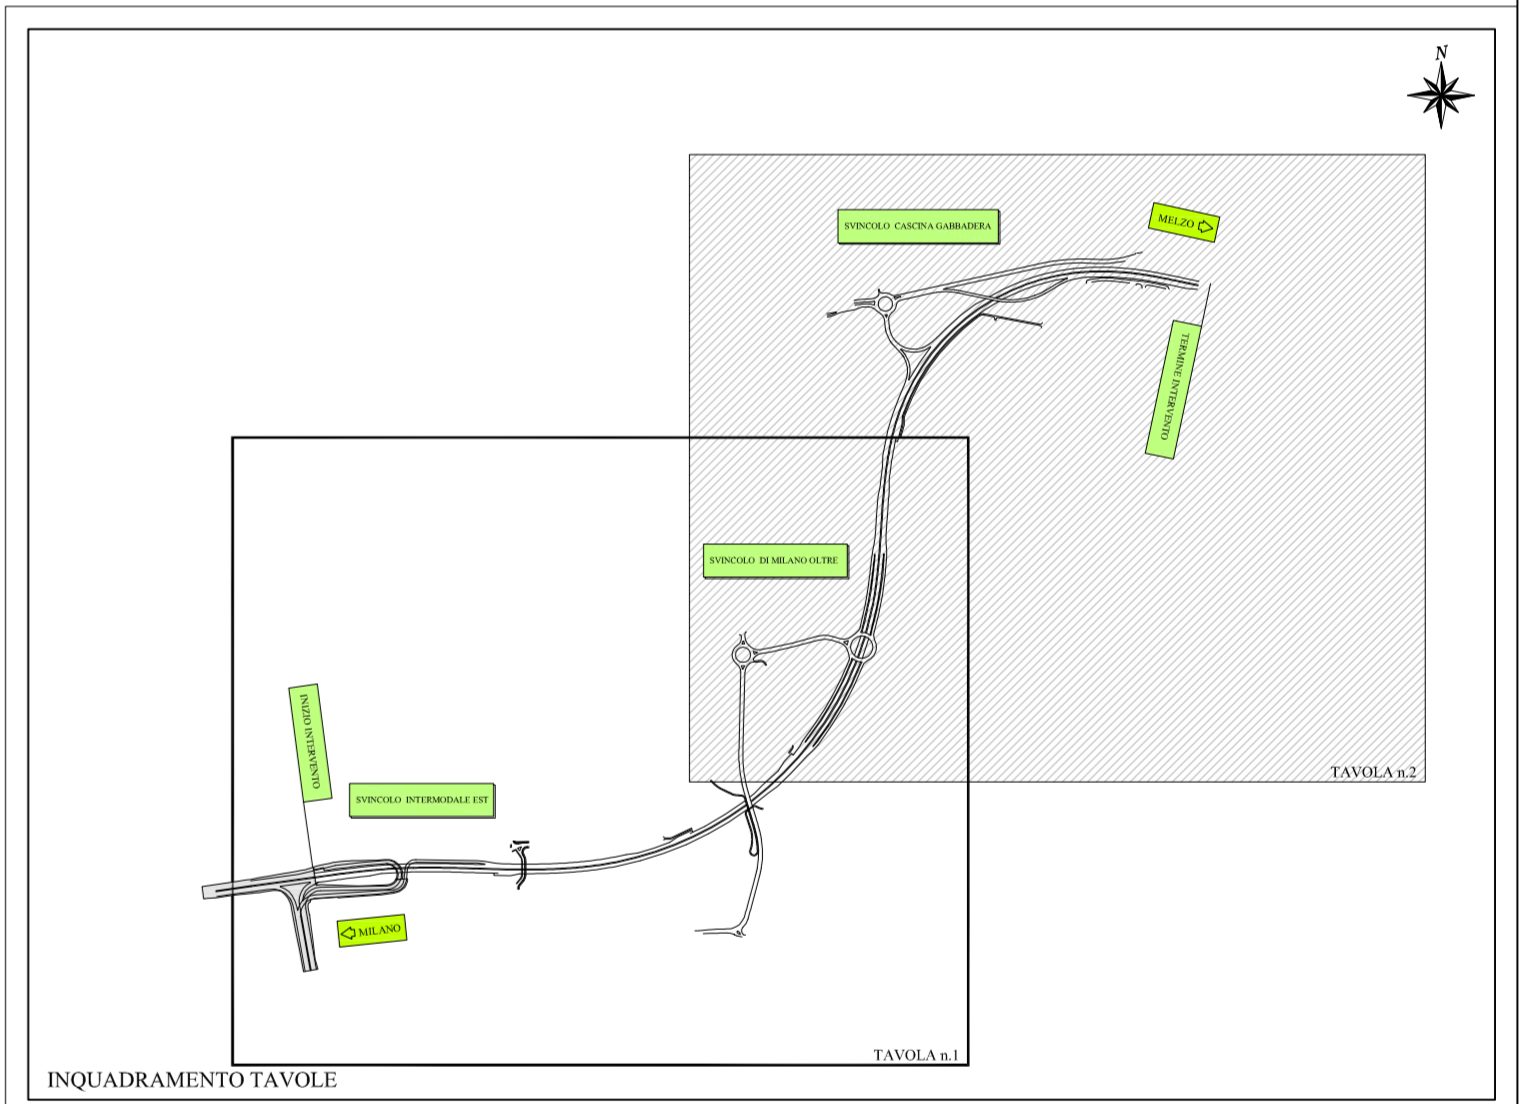 N
MELZO
SVINCOLO CASCINA GABBADERA
TERMINE INTERVENTO
SVINCOLO DI MILANO OLTRE
INIZIO INTERVENTO
TAVOLA n.2
SVINCOLO INTERMODALE EST
MILANO
TAVOLA n.1
INQUADRAMENTO TAVOLE